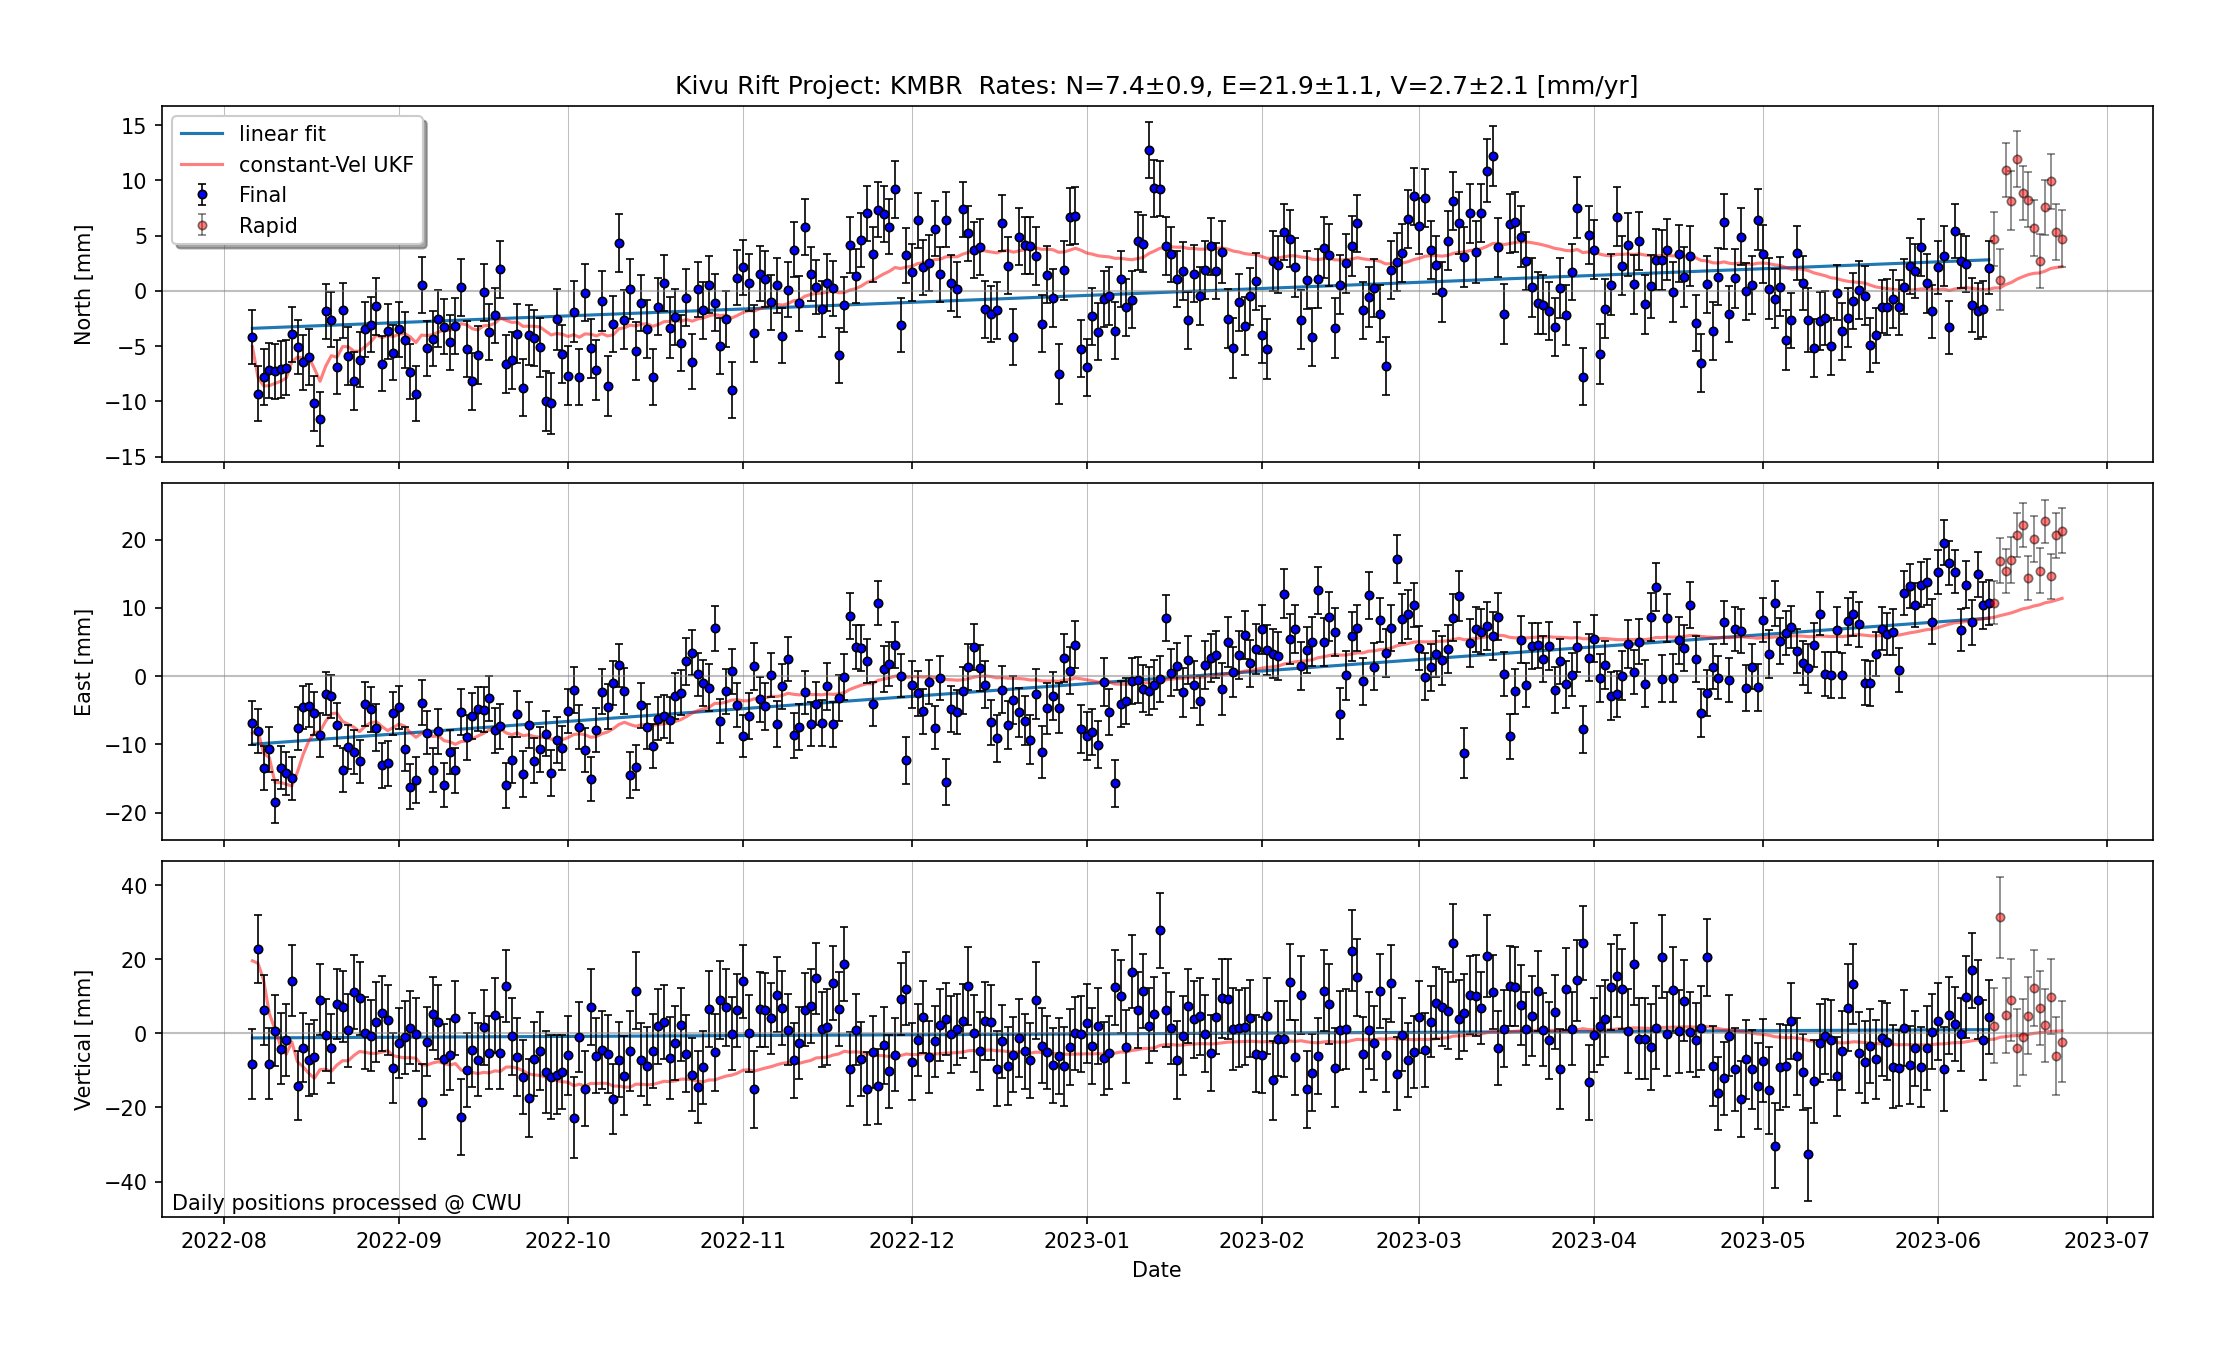 Kivu Rift Project: KMBR  Rates: N=7.4±0.9, E=21.9±1.1, V=2.7±2.1 [mm/yr]
linear fit
constant-Vel UKF
Final
Rapid
North [mm]
15
10
5
0
−5
−10
−15
East [mm]
20
10
0
−10
−20
Vertical [mm]
40
20
0
−20
−40
Daily positions processed @ CWU
2022-08 2022-09 2022-10 2022-11 2022-12 2023-01 2023-02 2023-03 2023-04 2023-05 2023-06 2023-07
Date